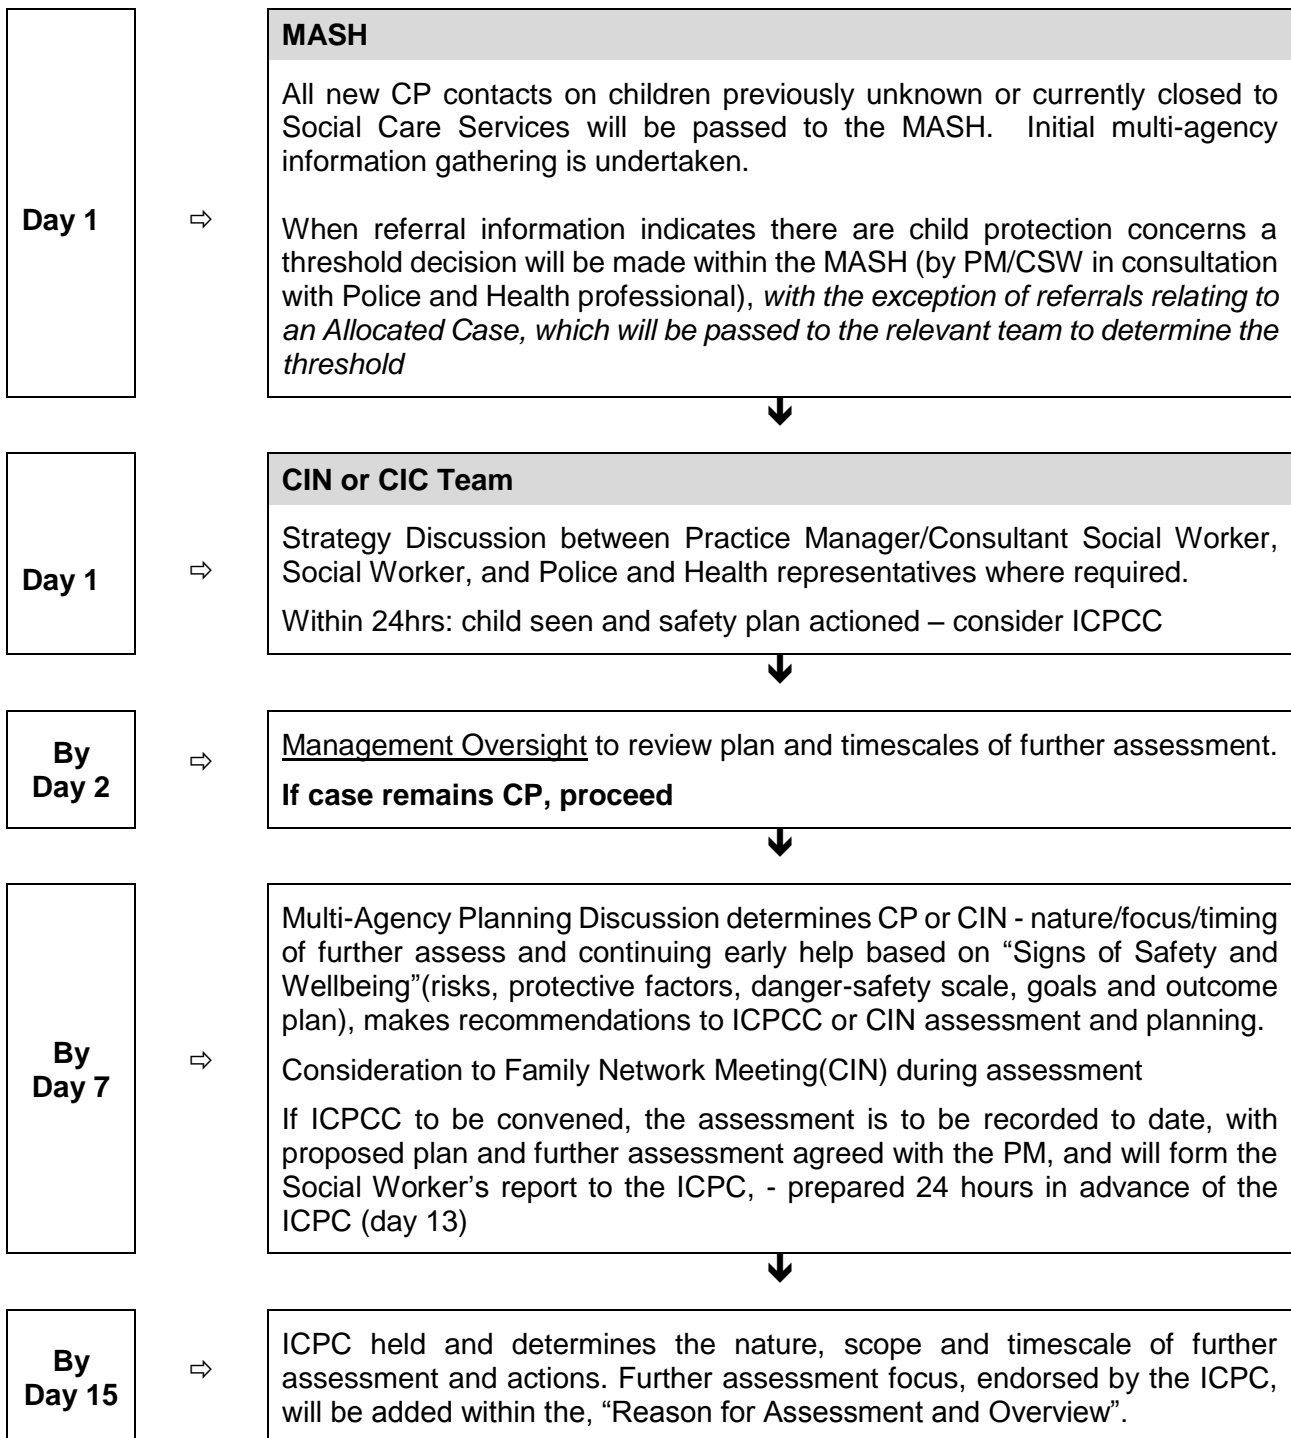 MASH
All new CP contacts on children previously unknown or currently closed to
Social Care Services will be passed to the MASH.  Initial multi-agency
information gathering is undertaken.
Day 1
⇨
When referral information indicates there are child protection concerns a
threshold decision will be made within the MASH (by PM/CSW in consultation
with Police and Health professional), with the exception of referrals relating to
an Allocated Case, which will be passed to the relevant team to determine the
threshold
CIN or CIC Team
Day 1
⇨
Strategy Discussion between Practice Manager/Consultant Social Worker,
Social Worker, and Police and Health representatives where required.
Within 24hrs: child seen and safety plan actioned – consider ICPCC
By
Day 2
⇨
Management Oversight to review plan and timescales of further assessment.
If case remains CP, proceed
By
Day 7
⇨
Multi-Agency Planning Discussion determines CP or CIN - nature/focus/timing
of further assess and continuing early help based on “Signs of Safety and
Wellbeing”(risks, protective factors, danger-safety scale, goals and outcome
plan), makes recommendations to ICPCC or CIN assessment and planning.
Consideration to Family Network Meeting(CIN) during assessment
If ICPCC to be convened, the assessment is to be recorded to date, with
proposed plan and further assessment agreed with the PM, and will form the
Social Worker’s report to the ICPC, - prepared 24 hours in advance of the
ICPC (day 13)
By
Day 15
⇨
ICPC held and determines the nature, scope and timescale of further
assessment and actions. Further assessment focus, endorsed by the ICPC,
will be added within the, “Reason for Assessment and Overview”.